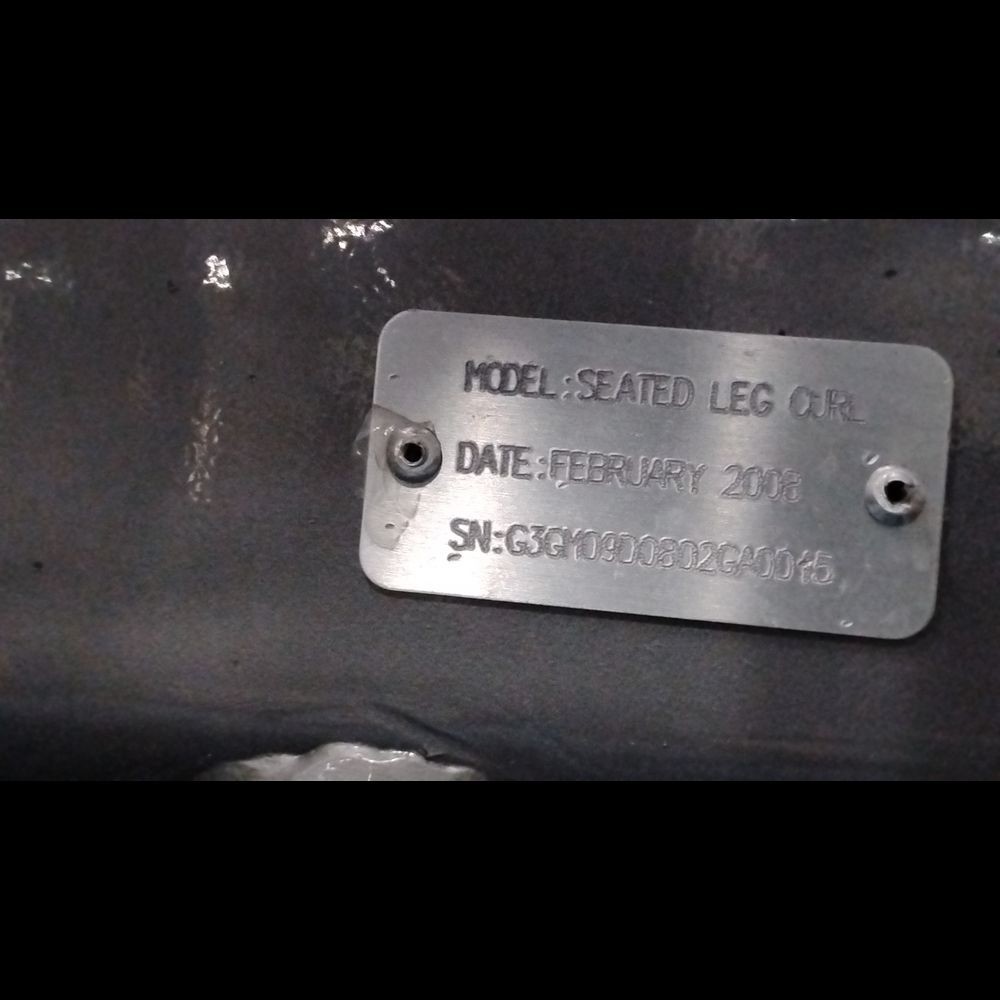 MODEL:SEATED LEG CURL
DATE:FEBRUARY 2008
SN:G3GM09D0802GA0015